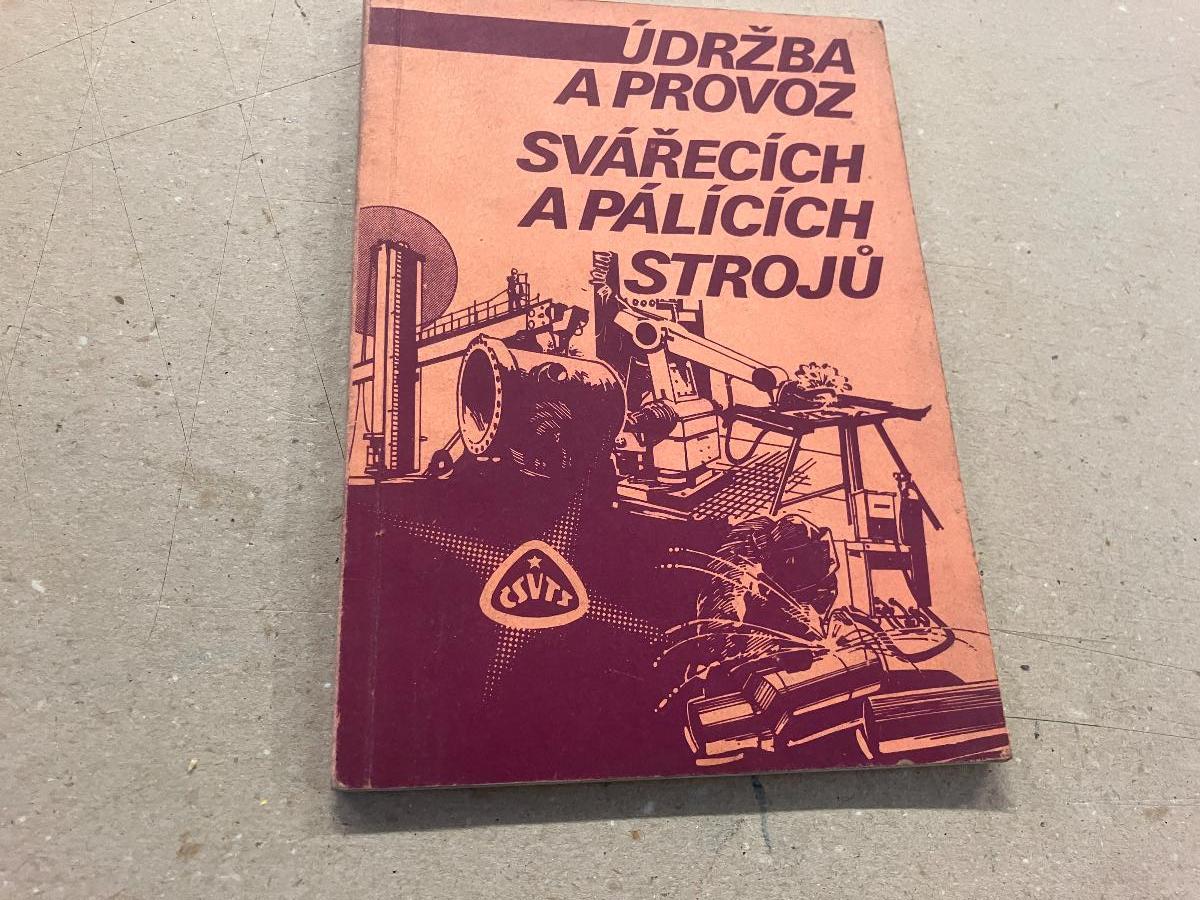 ÚDRŽBA
A PROVOZ
SVÁŘECÍCH
A PÁLÍCÍCH
STROJŮ
ČSVTS